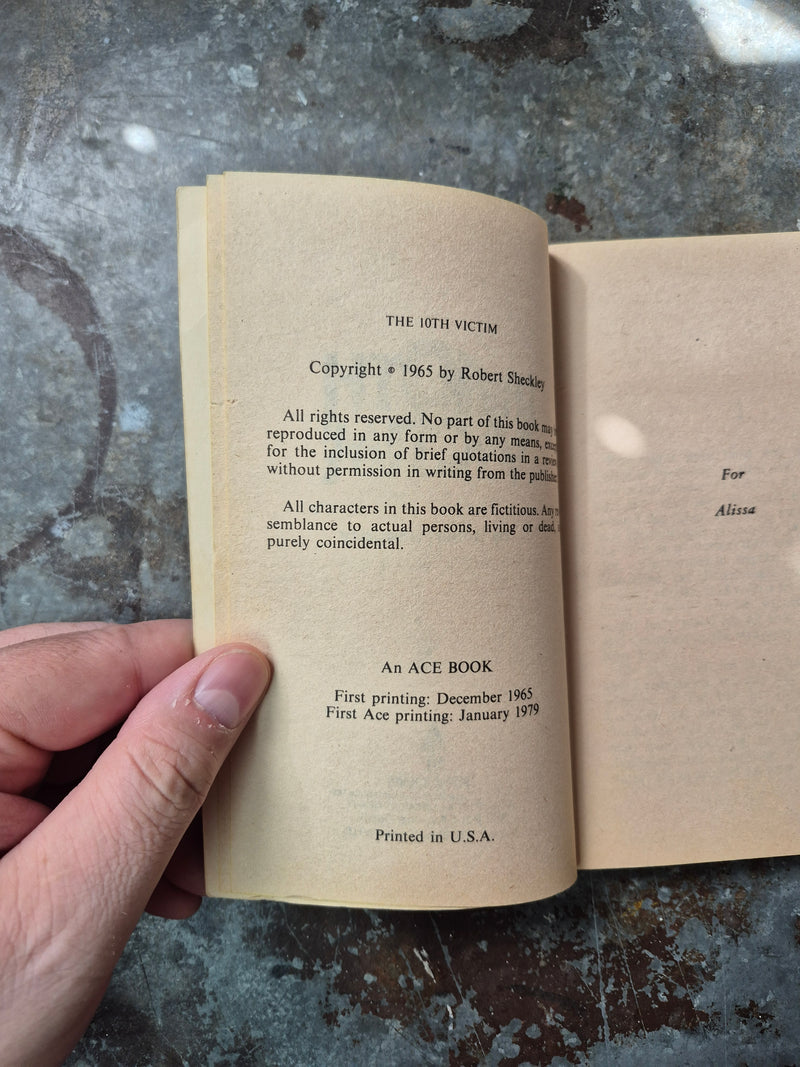 THE 10TH VICTIM
Copyright © 1965 by Robert Sheckley
All rights reserved. No part of this book may
reproduced in any form or by any means,
for the inclusion of brief quotations in a
without permission in writing from the
All characters in this book are fictitious. Any
semblance to actual persons, living or dead,
purely coincidental.
An ACE BOOK
First printing: December 1965
First Ace printing: January 1979
Printed in U.S.A.
For
Alissa